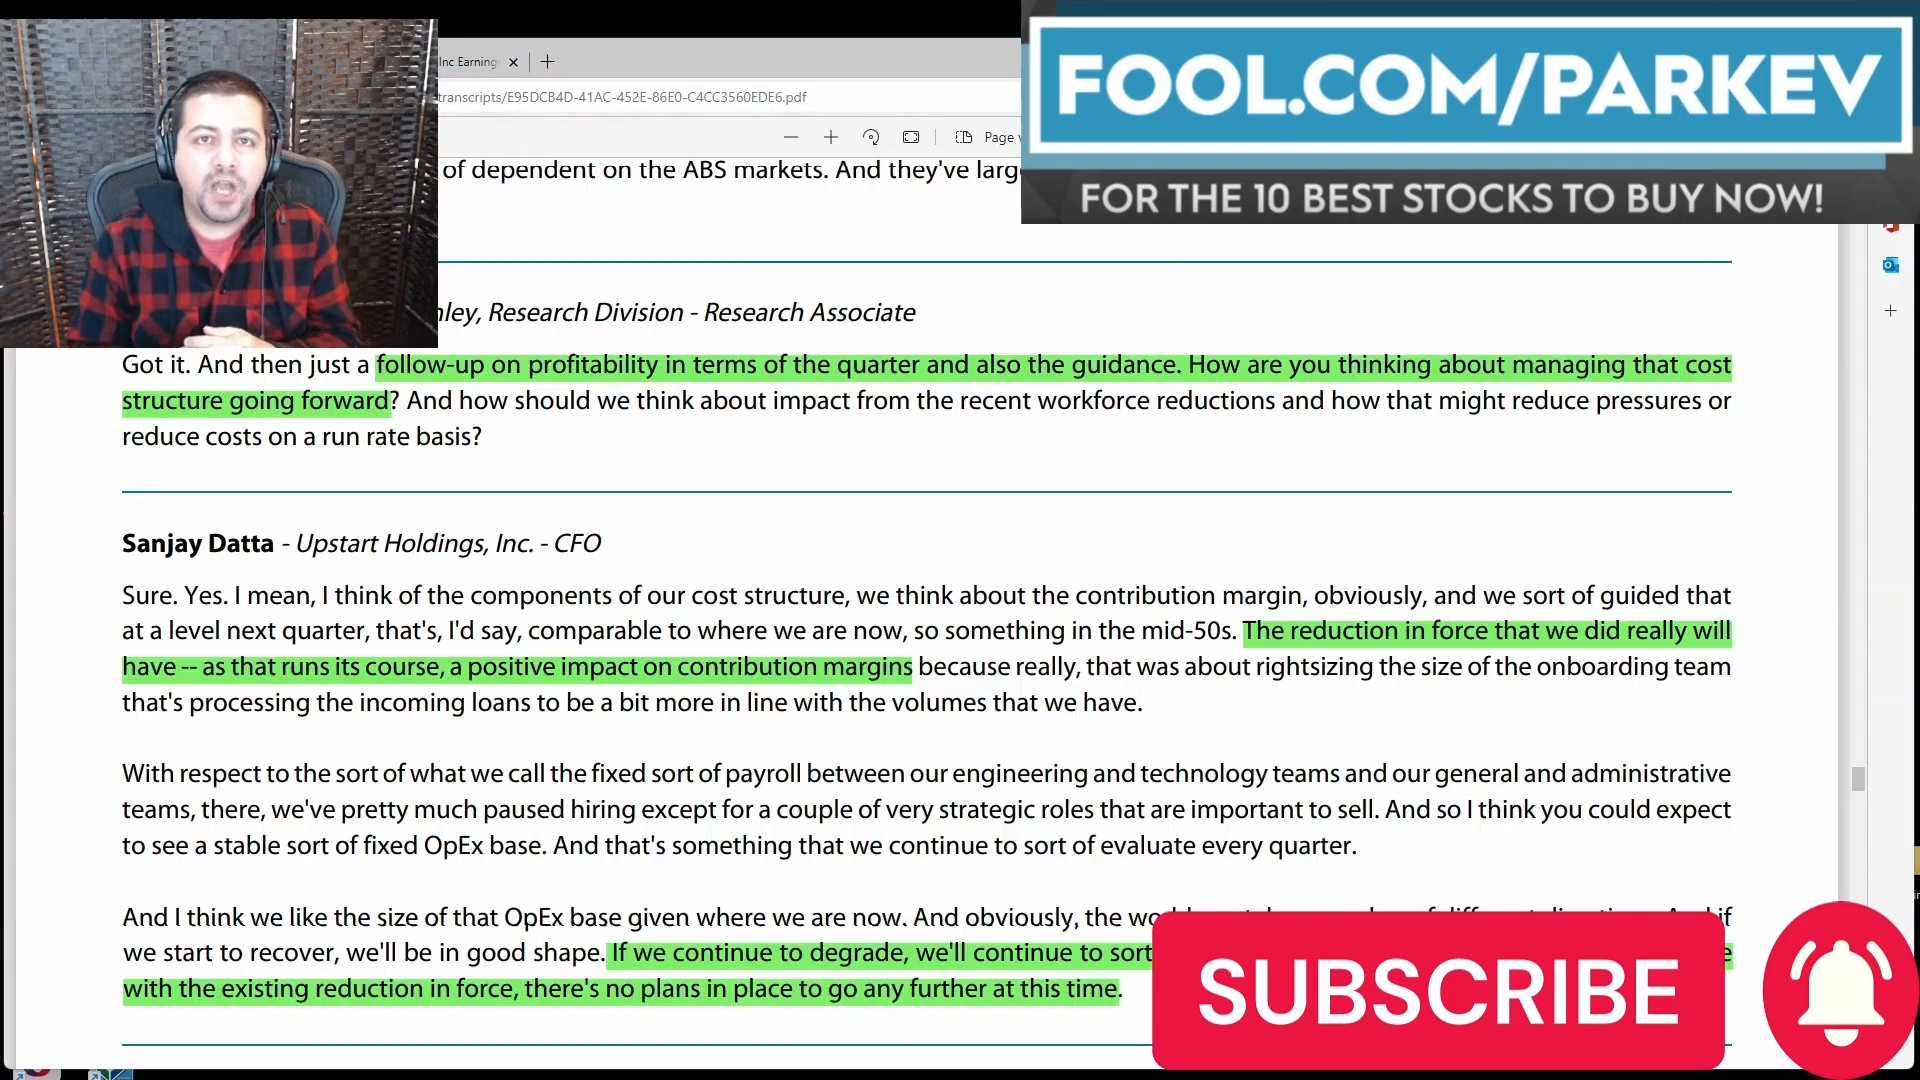 FOOL.COM/PARKEV
FOR THE 10 BEST STOCKS TO BUY NOW!
Inc Earning
transcripts/E95DCB4D-41AC-452E-86E0-C4CC3560EDE6.pdf
Page
of dependent on the ABS markets. And they've
Research Division - Research Associate
Got it. And then just a follow-up on profitability in terms of the quarter and also the guidance. How are you thinking about managing that cost
structure going forward? And how should we think about impact from the recent workforce reductions and how that might reduce pressures or
reduce costs on a run rate basis?
Sanjay Datta - Upstart Holdings, Inc. - CFO
Sure. Yes. I mean, I think of the components of our cost structure, we think about the contribution margin, obviously, and we sort of guided that
at a level next quarter, that's, I'd say, comparable to where we are now, so something in the mid-50s. The reduction in force that we did really will
have -- as that runs its course, a positive impact on contribution margins because really, that was about rightsizing the size of the onboarding team
that's processing the incoming loans to be a bit more in line with the volumes that we have.
With respect to the sort of what we call the fixed sort of payroll between our engineering and technology teams and our general and administrative
teams, there, we've pretty much paused hiring except for a couple of very strategic roles that are important to sell. And so I think you could expect
to see a stable sort of fixed OpEx base. And that's something that we continue to sort of evaluate every quarter.
And I think we like the size of that OpEx base given where we are now. And obviously, the if
we start to recover, we'll be in good shape. If we continue to degrade, we'll continue to sort
with the existing reduction in force, there's no plans in place to go any further at this time.
SUBSCRIBE